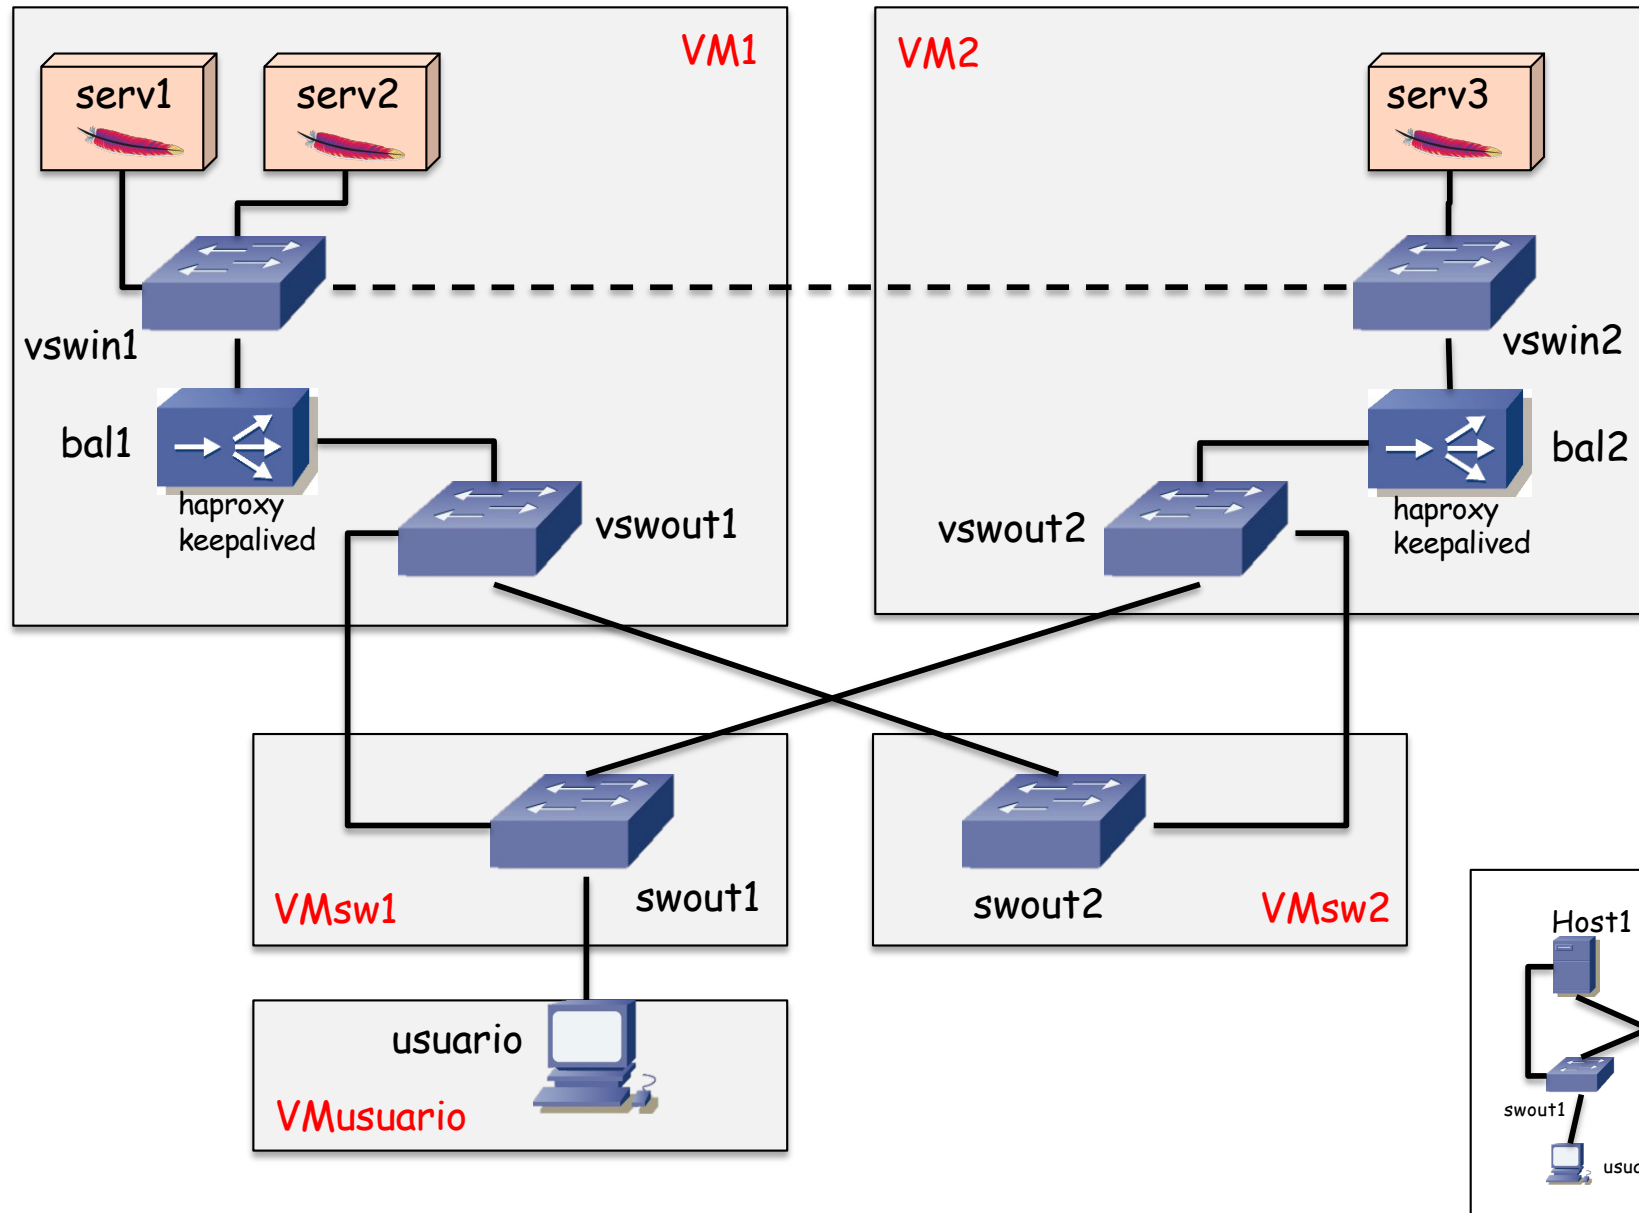 VM1
VM2
serv1
serv2
serv3
vswin1
vswin2
bal1
bal2
haproxy
keepalived
haproxy
keepalived
vswout1
vswout2
VMsw1
swout1
swout2
VMsw2
usuario
VMusuario
Host1
swout1